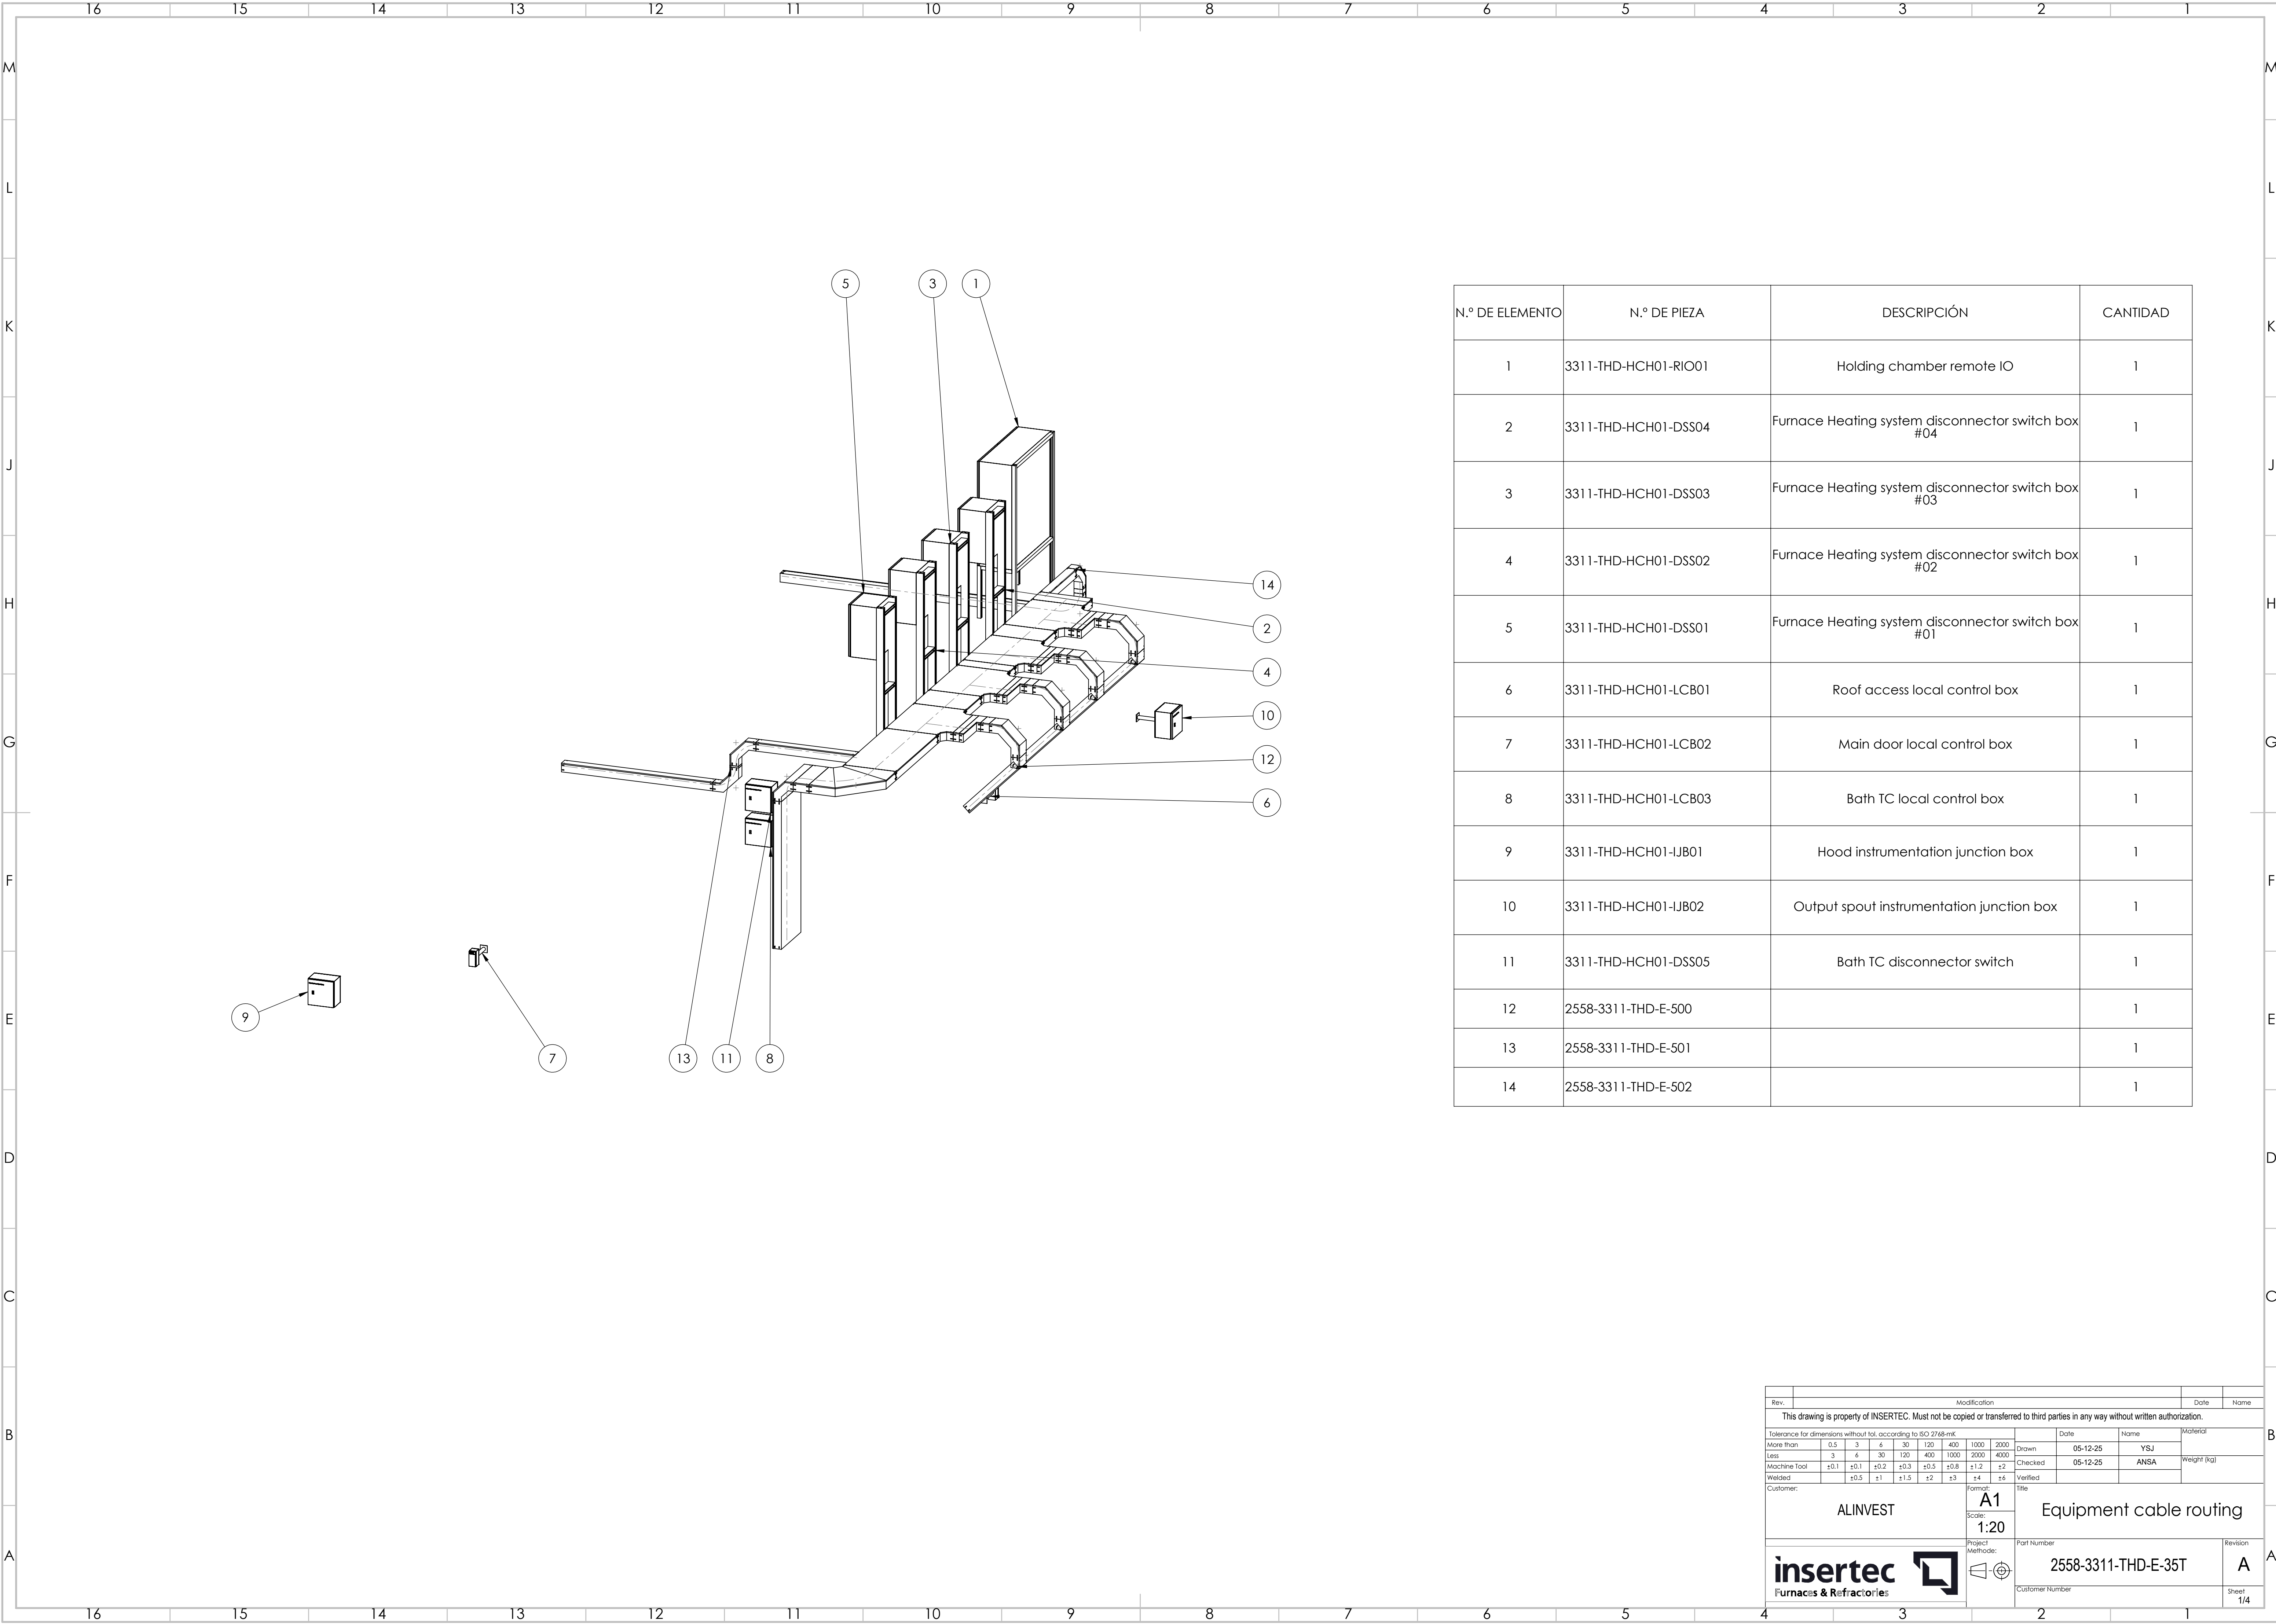 16 15 14 13 12 11 10 9 8 7 6 5 4 3 2 1
M M
L L
K K
J J
H H
G G
F F
E E
D D
C C
B B
A A
5 3 1
14
2
4
10
12
6
9
7
13 11 8
N.º DE ELEMENTO N.º DE PIEZA DESCRIPCIÓN CANTIDAD
1 3311-THD-HCH01-RIO01 Holding chamber remote IO 1
2 3311-THD-HCH01-DSS04 Furnace Heating system disconnector switch box
#04 1
3 3311-THD-HCH01-DSS03 Furnace Heating system disconnector switch box
#03 1
4 3311-THD-HCH01-DSS02 Furnace Heating system disconnector switch box
#02 1
5 3311-THD-HCH01-DSS01 Furnace Heating system disconnector switch box
#01 1
6 3311-THD-HCH01-LCB01 Roof access local control box 1
7 3311-THD-HCH01-LCB02 Main door local control box 1
8 3311-THD-HCH01-LCB03 Bath TC local control box 1
9 3311-THD-HCH01-IJB01 Hood instrumentation junction box 1
10 3311-THD-HCH01-IJB02 Output spout instrumentation junction box 1
11 3311-THD-HCH01-DSS05 Bath TC disconnector switch 1
12 2558-3311-THD-E-500 1
13 2558-3311-THD-E-501 1
14 2558-3311-THD-E-502 1
Rev. Modification Date Name
This drawing is property of INSERTEC. Must not be copied or transferred to third parties in any way without written authorization.
Tolerance for dimensions without tol. according to ISO 2768-mK
More than 0.5 3 6 30 120 400 1000 2000
Less 3 6 30 120 400 1000 2000 4000
Machine Tool ±0.1 ±0.1 ±0.2 ±0.3 ±0.5 ±0.8 ±1.2 ±2
Welded ±0.5 ±1 ±1.5 ±2 ±3 ±4 ±6
Date Name Material
Drawn 05-12-25 YSJ
Checked 05-12-25 ANSA Weight (kg)
Verified
Customer:
ALINVEST
Format:
A1
Scale:
1:20
Title
Equipment cable routing
insertec
Furnaces & Refractories
Project
Methode:
Part Number
2558-3311-THD-E-35T
Revision
A
Customer Number
Sheet
1/4
16 15 14 13 12 11 10 9 8 7 6 5 4 3 2 1